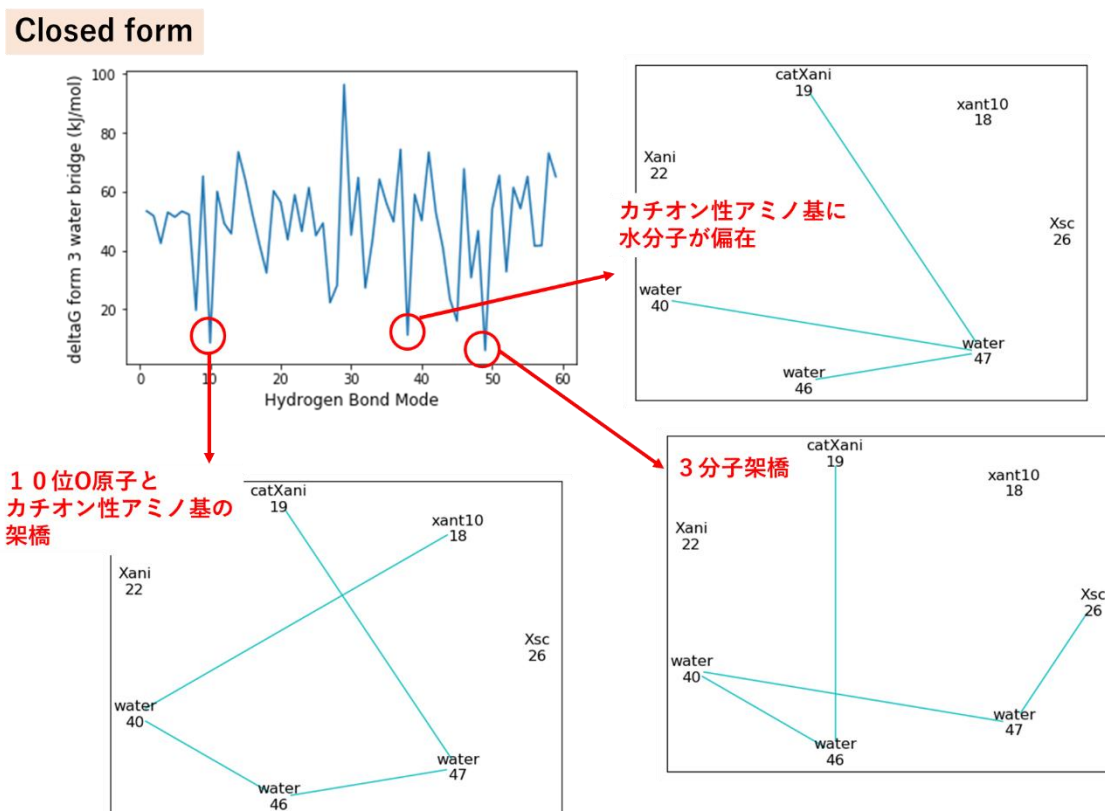 Closed form
deltaG form 3 water bridge (kJ/mol)
100
80
60
40
20
0
10
20
30
40
50
60
Hydrogen Bond Mode
catXani
19
xant10
18
Xani
22
カチオン性アミノ基に
水分子が偏在
Xsc
26
water
40
water
47
water
46
１０位O原子と
カチオン性アミノ基の
架橋
catXani
19
xant10
18
Xani
22
Xsc
26
water
40
water
47
water
46
３分子架橋
catXani
19
xant10
18
Xani
22
Xsc
26
water
40
water
47
water
46